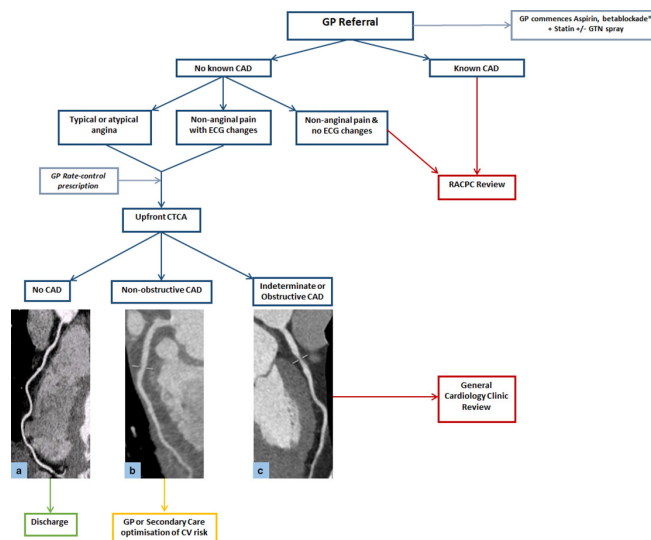 GP Referral
GP commences Aspirin, betablockade*
+ Statin +/- GTN spray
No known CAD
Known CAD
Typical or atypical
angina
Non-anginal pain
with ECG changes
Non-anginal pain &
no ECG changes
GP Rate-control
prescription
RACPC Review
Upfront CTCA
No CAD
Non-obstructive CAD
Indeterminate or
Obstructive CAD
General
Cardiology Clinic
Review
a
b
c
Discharge
GP or Secondary Care
optimisation of CV risk